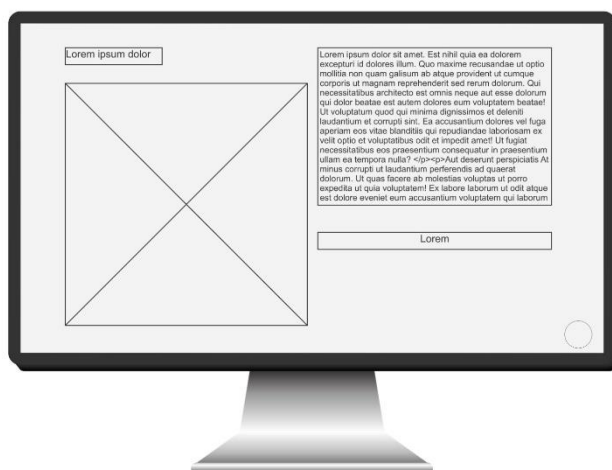 Lorem ipsum dolor
Lorem ipsum dolor sit amet. Est nihil quia ea dolorem
excepturi id dolores illum. Quo maxime recusandae ut optio
mollitia non quam galisum ab atque provident ut cumque
corporis ut magnam reprehenderit sed rerum dolorum. Qui
necessitatibus architecto est omnis neque aut esse dolorum
qui dolor beatae est autem dolores eum voluptatem beatae!
Ut voluptatum quod qui minima dignissimos et deleniti
laudantium et corrupti sint. Ea accusantium dolores vel fuga
aperiam eos vitae blanditiis qui repudiandae laboriosam ex
velit optio et voluptatibus odit et impedit amet! Ut fugiat
necessitatibus eos praesentium consequatur in praesentium
ullam ea tempora nulla? </p><p>Aut deserunt perspiciatis At
minus corrupti ut laudantium perferendis ad quaerat
dolorum. Ut quas facere ab molestias voluptas ut porro
expedita ut quia voluptatem! Ex labore laborum ut odit atque
est dolore eveniet eum accusantium voluptatem qui laborum
Lorem